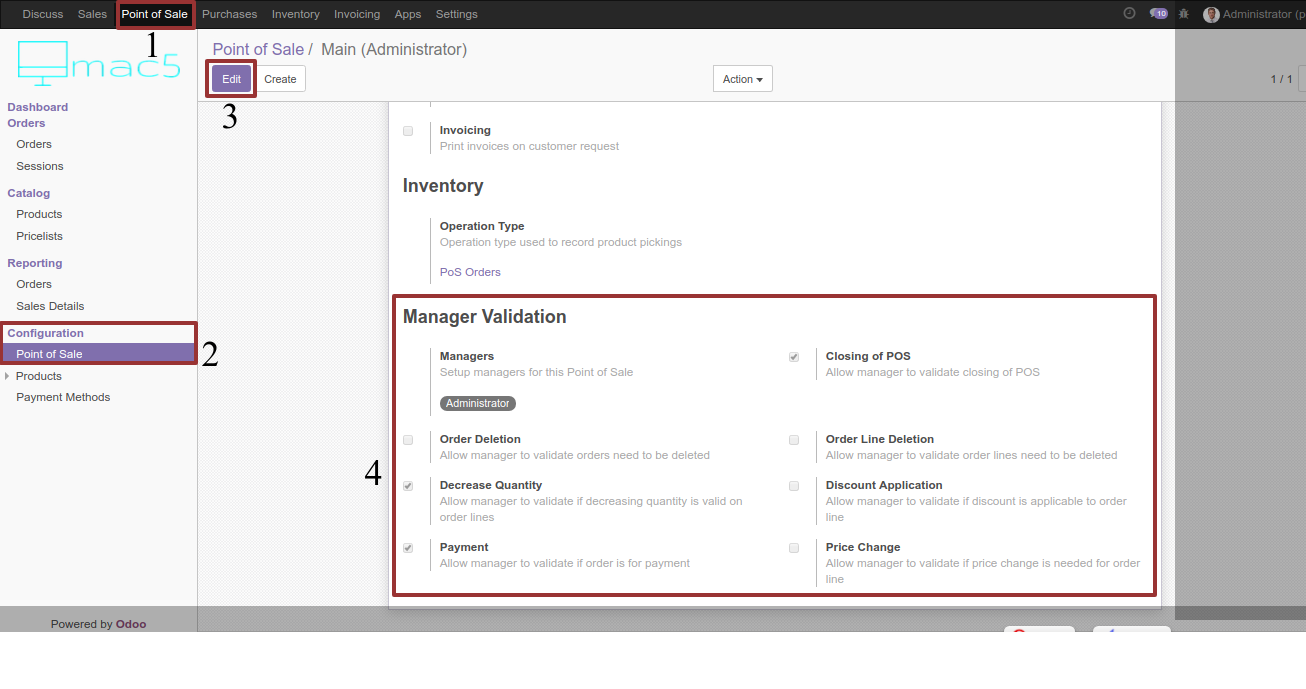 Discuss Sales Point of Sale Purchases Inventory Invoicing Apps Settings 10 Administrator (p
1
mac5
Point of Sale / Main (Administrator)
Edit Create Action 1 / 1
3
Dashboard
Orders
Orders
Sessions
Catalog
Products
Pricelists
Reporting
Orders
Sales Details
Configuration
Point of Sale
2
Products
Payment Methods
Powered by Odoo
Invoicing
Print invoices on customer request
Inventory
Operation Type
Operation type used to record product pickings
PoS Orders
Manager Validation
Managers
Setup managers for this Point of Sale
Administrator
Closing of POS
Allow manager to validate closing of POS
4
Order Deletion
Allow manager to validate orders need to be deleted
Order Line Deletion
Allow manager to validate order lines need to be deleted
Decrease Quantity
Allow manager to validate if decreasing quantity is valid on
order lines
Discount Application
Allow manager to validate if discount is applicable to order
line
Payment
Allow manager to validate if order is for payment
Price Change
Allow manager to validate if price change is needed for order
line